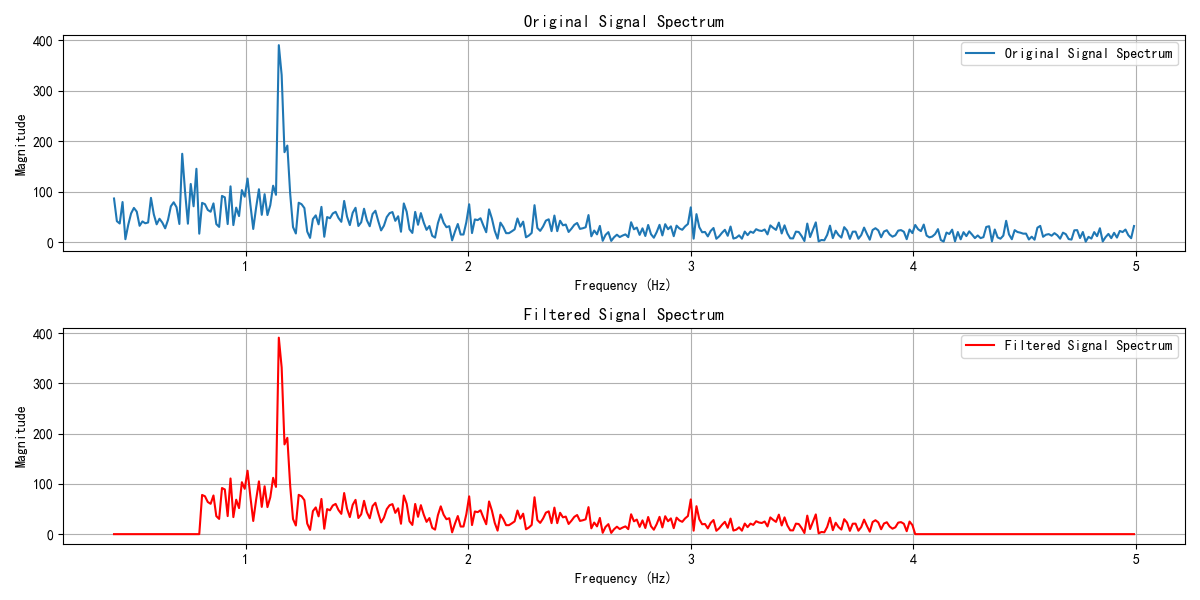 Original Signal Spectrum
400
300
200
100
0
Magnitude
Original Signal Spectrum
1 2 3 4 5
Frequency (Hz)
Filtered Signal Spectrum
400
300
200
100
0
Magnitude
Filtered Signal Spectrum
1 2 3 4 5
Frequency (Hz)